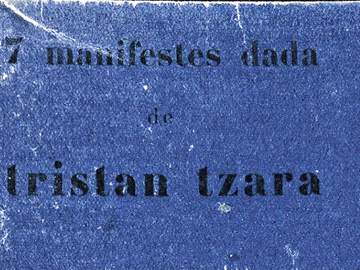 7 manifestes dada
de
tristan tzara